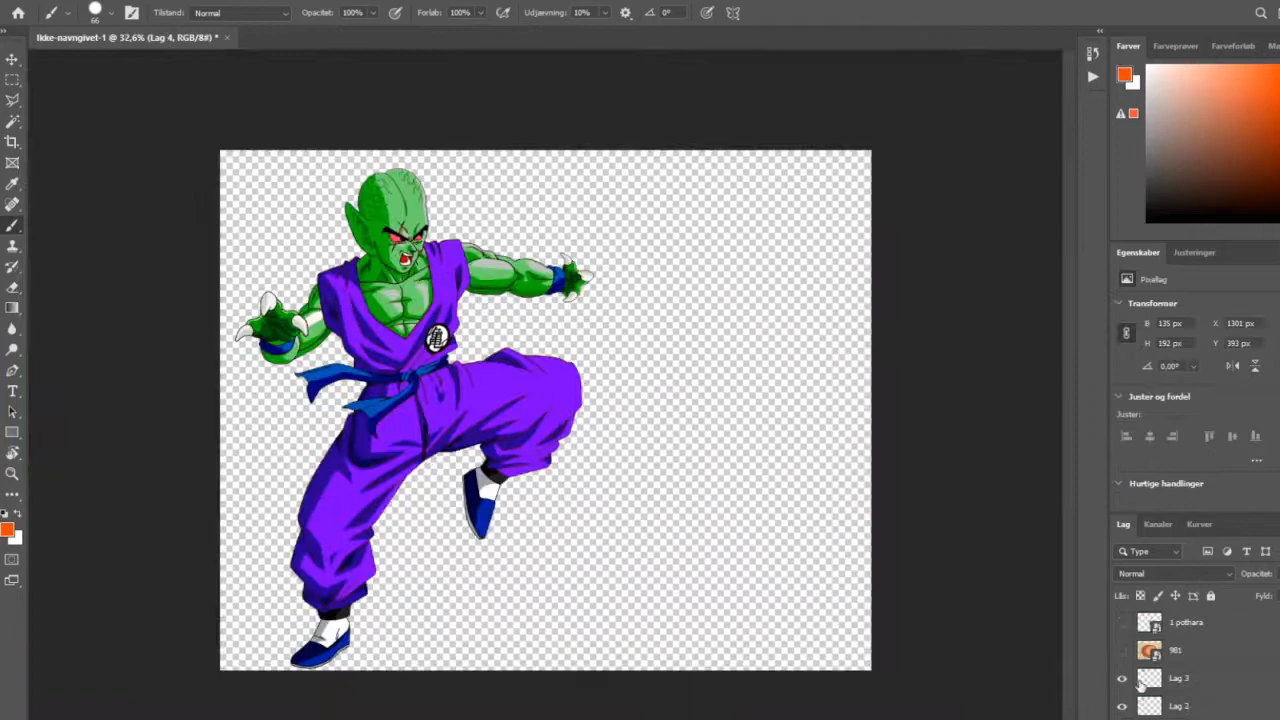 Tilstand: Normal Opacitet: 100% Forløb: 100% Udjævning: 10% 0°
66
Ikke-navngivet-1 @ 32,6% (Lag 4, RGB/8#) * ×
Farver Farveprøver Farveforløb
亀
Egenskaber Justeringer
Pixellag
Transformer
B 135 px X 1301 px
H 192 px Y 393 px
0,00°
Juster og fordel
Juster:
Hurtige handlinger
Lag Kanaler Kurver
Type
Normal Opacitet:
Lås: Fyld:
1 pothara
981
Lag 3
Lag 2